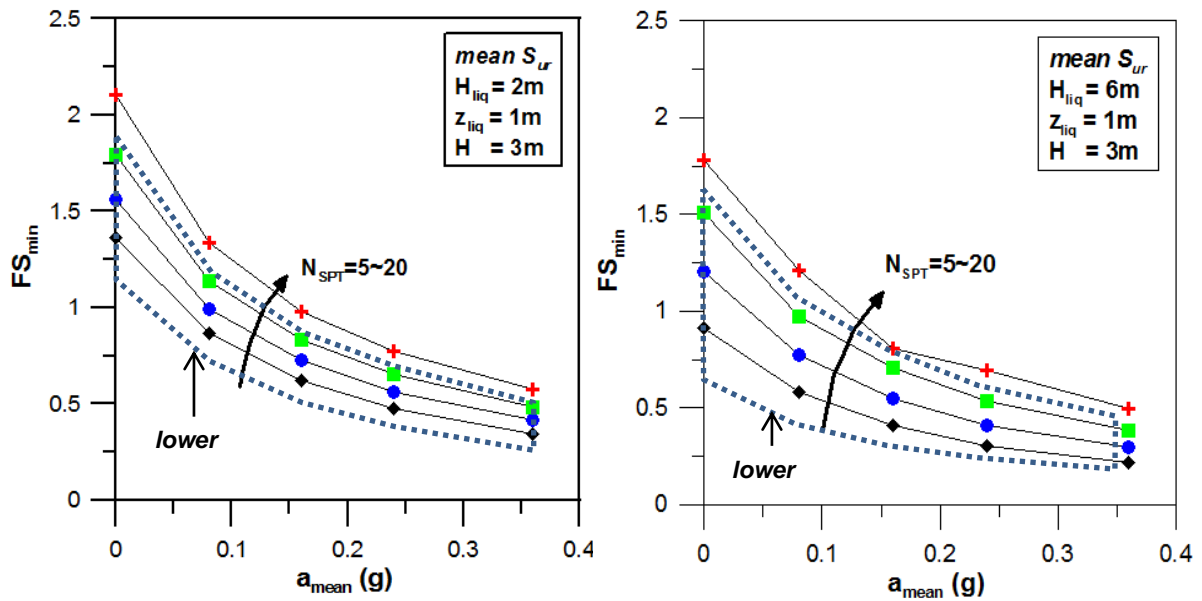 2.5
2
1.5
1
0.5
0
FS_min
mean S_ur
H_liq = 2m
z_liq = 1m
H = 3m
N_SPT=5~20
lower
0 0.1 0.2 0.3 0.4
a_mean (g)
2.5
2
1.5
1
0.5
0
FS_min
mean S_ur
H_liq = 6m
z_liq = 1m
H = 3m
N_SPT=5~20
lower
0 0.1 0.2 0.3 0.4
a_mean (g)